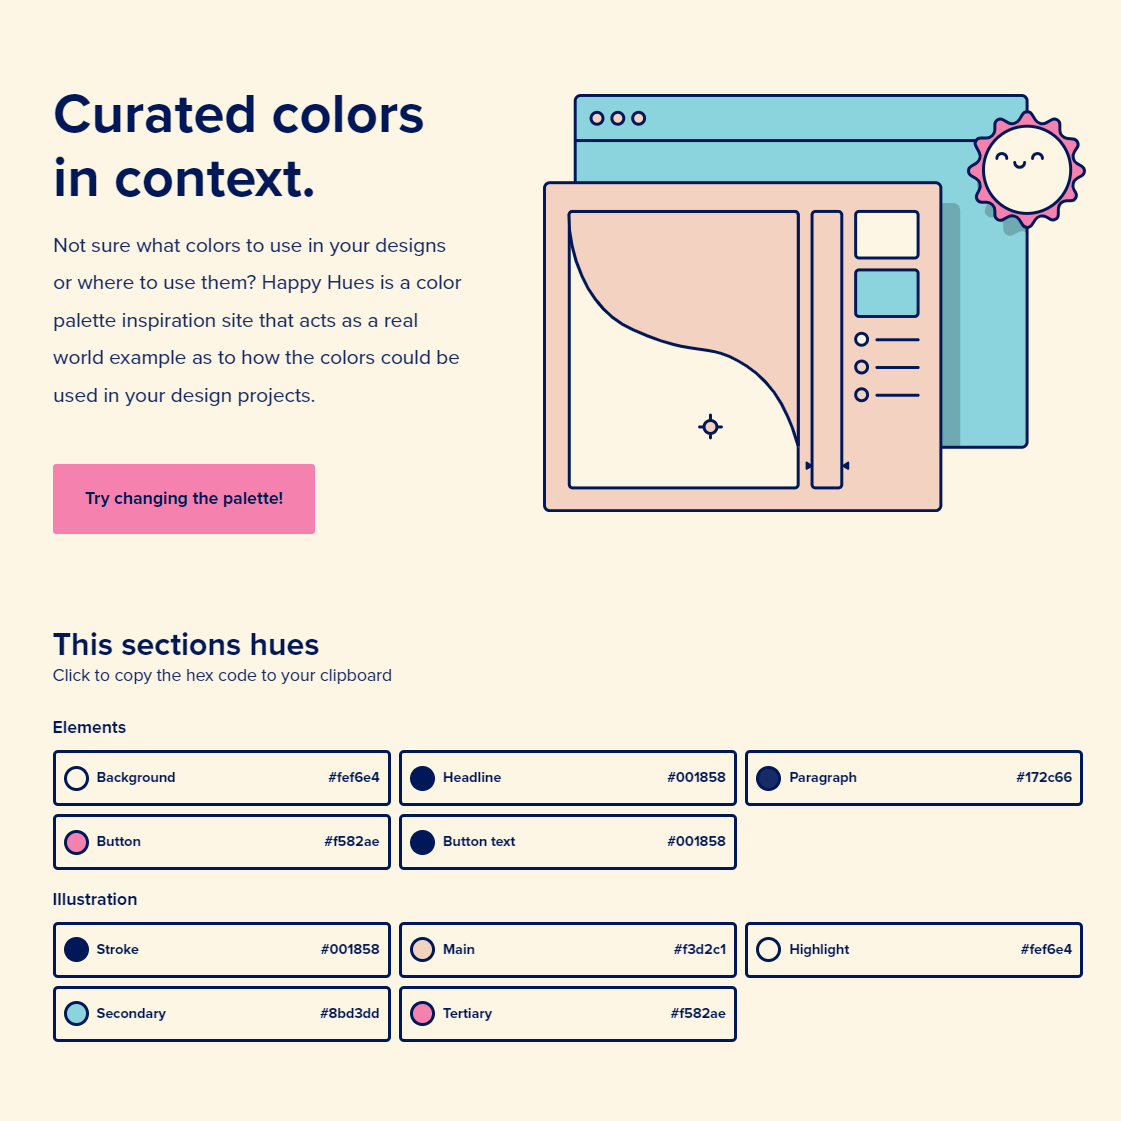 Curated colors
in context.
Not sure what colors to use in your designs
or where to use them? Happy Hues is a color
palette inspiration site that acts as a real
world example as to how the colors could be
used in your design projects.
Try changing the palette!
This sections hues
Click to copy the hex code to your clipboard
Elements
Background #fef6e4
Headline #001858
Paragraph #172c66
Button #f582ae
Button text #001858
Illustration
Stroke #001858
Main #f3d2c1
Highlight #fef6e4
Secondary #8bd3dd
Tertiary #f582ae